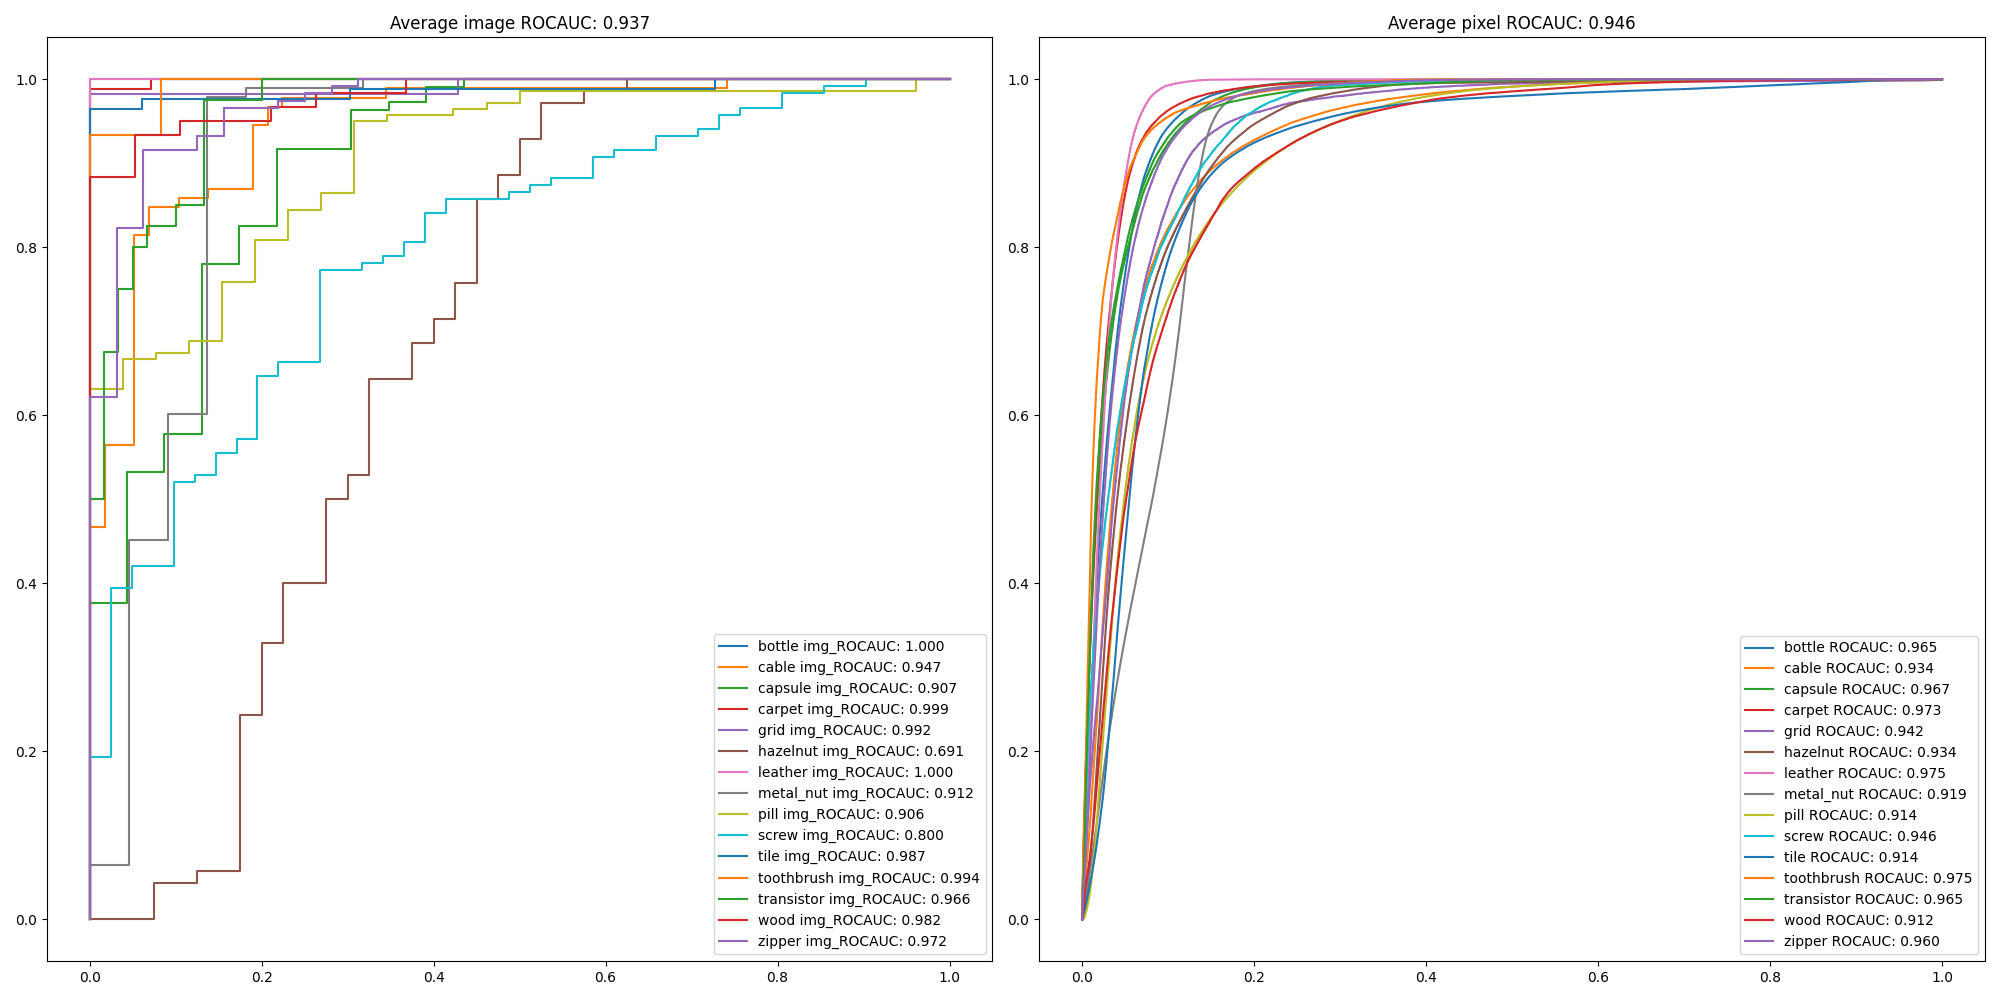 Average image ROCAUC: 0.937
1.0
0.8
0.6
0.4
0.2
0.0
0.0 0.2 0.4 0.6 0.8 1.0
bottle img_ROCAUC: 1.000
cable img_ROCAUC: 0.947
capsule img_ROCAUC: 0.907
carpet img_ROCAUC: 0.999
grid img_ROCAUC: 0.992
hazelnut img_ROCAUC: 0.691
leather img_ROCAUC: 1.000
metal_nut img_ROCAUC: 0.912
pill img_ROCAUC: 0.906
screw img_ROCAUC: 0.800
tile img_ROCAUC: 0.987
toothbrush img_ROCAUC: 0.994
transistor img_ROCAUC: 0.966
wood img_ROCAUC: 0.982
zipper img_ROCAUC: 0.972
Average pixel ROCAUC: 0.946
1.0
0.8
0.6
0.4
0.2
0.0
0.0 0.2 0.4 0.6 0.8 1.0
bottle ROCAUC: 0.965
cable ROCAUC: 0.934
capsule ROCAUC: 0.967
carpet ROCAUC: 0.973
grid ROCAUC: 0.942
hazelnut ROCAUC: 0.934
leather ROCAUC: 0.975
metal_nut ROCAUC: 0.919
pill ROCAUC: 0.914
screw ROCAUC: 0.946
tile ROCAUC: 0.914
toothbrush ROCAUC: 0.975
transistor ROCAUC: 0.965
wood ROCAUC: 0.912
zipper ROCAUC: 0.960